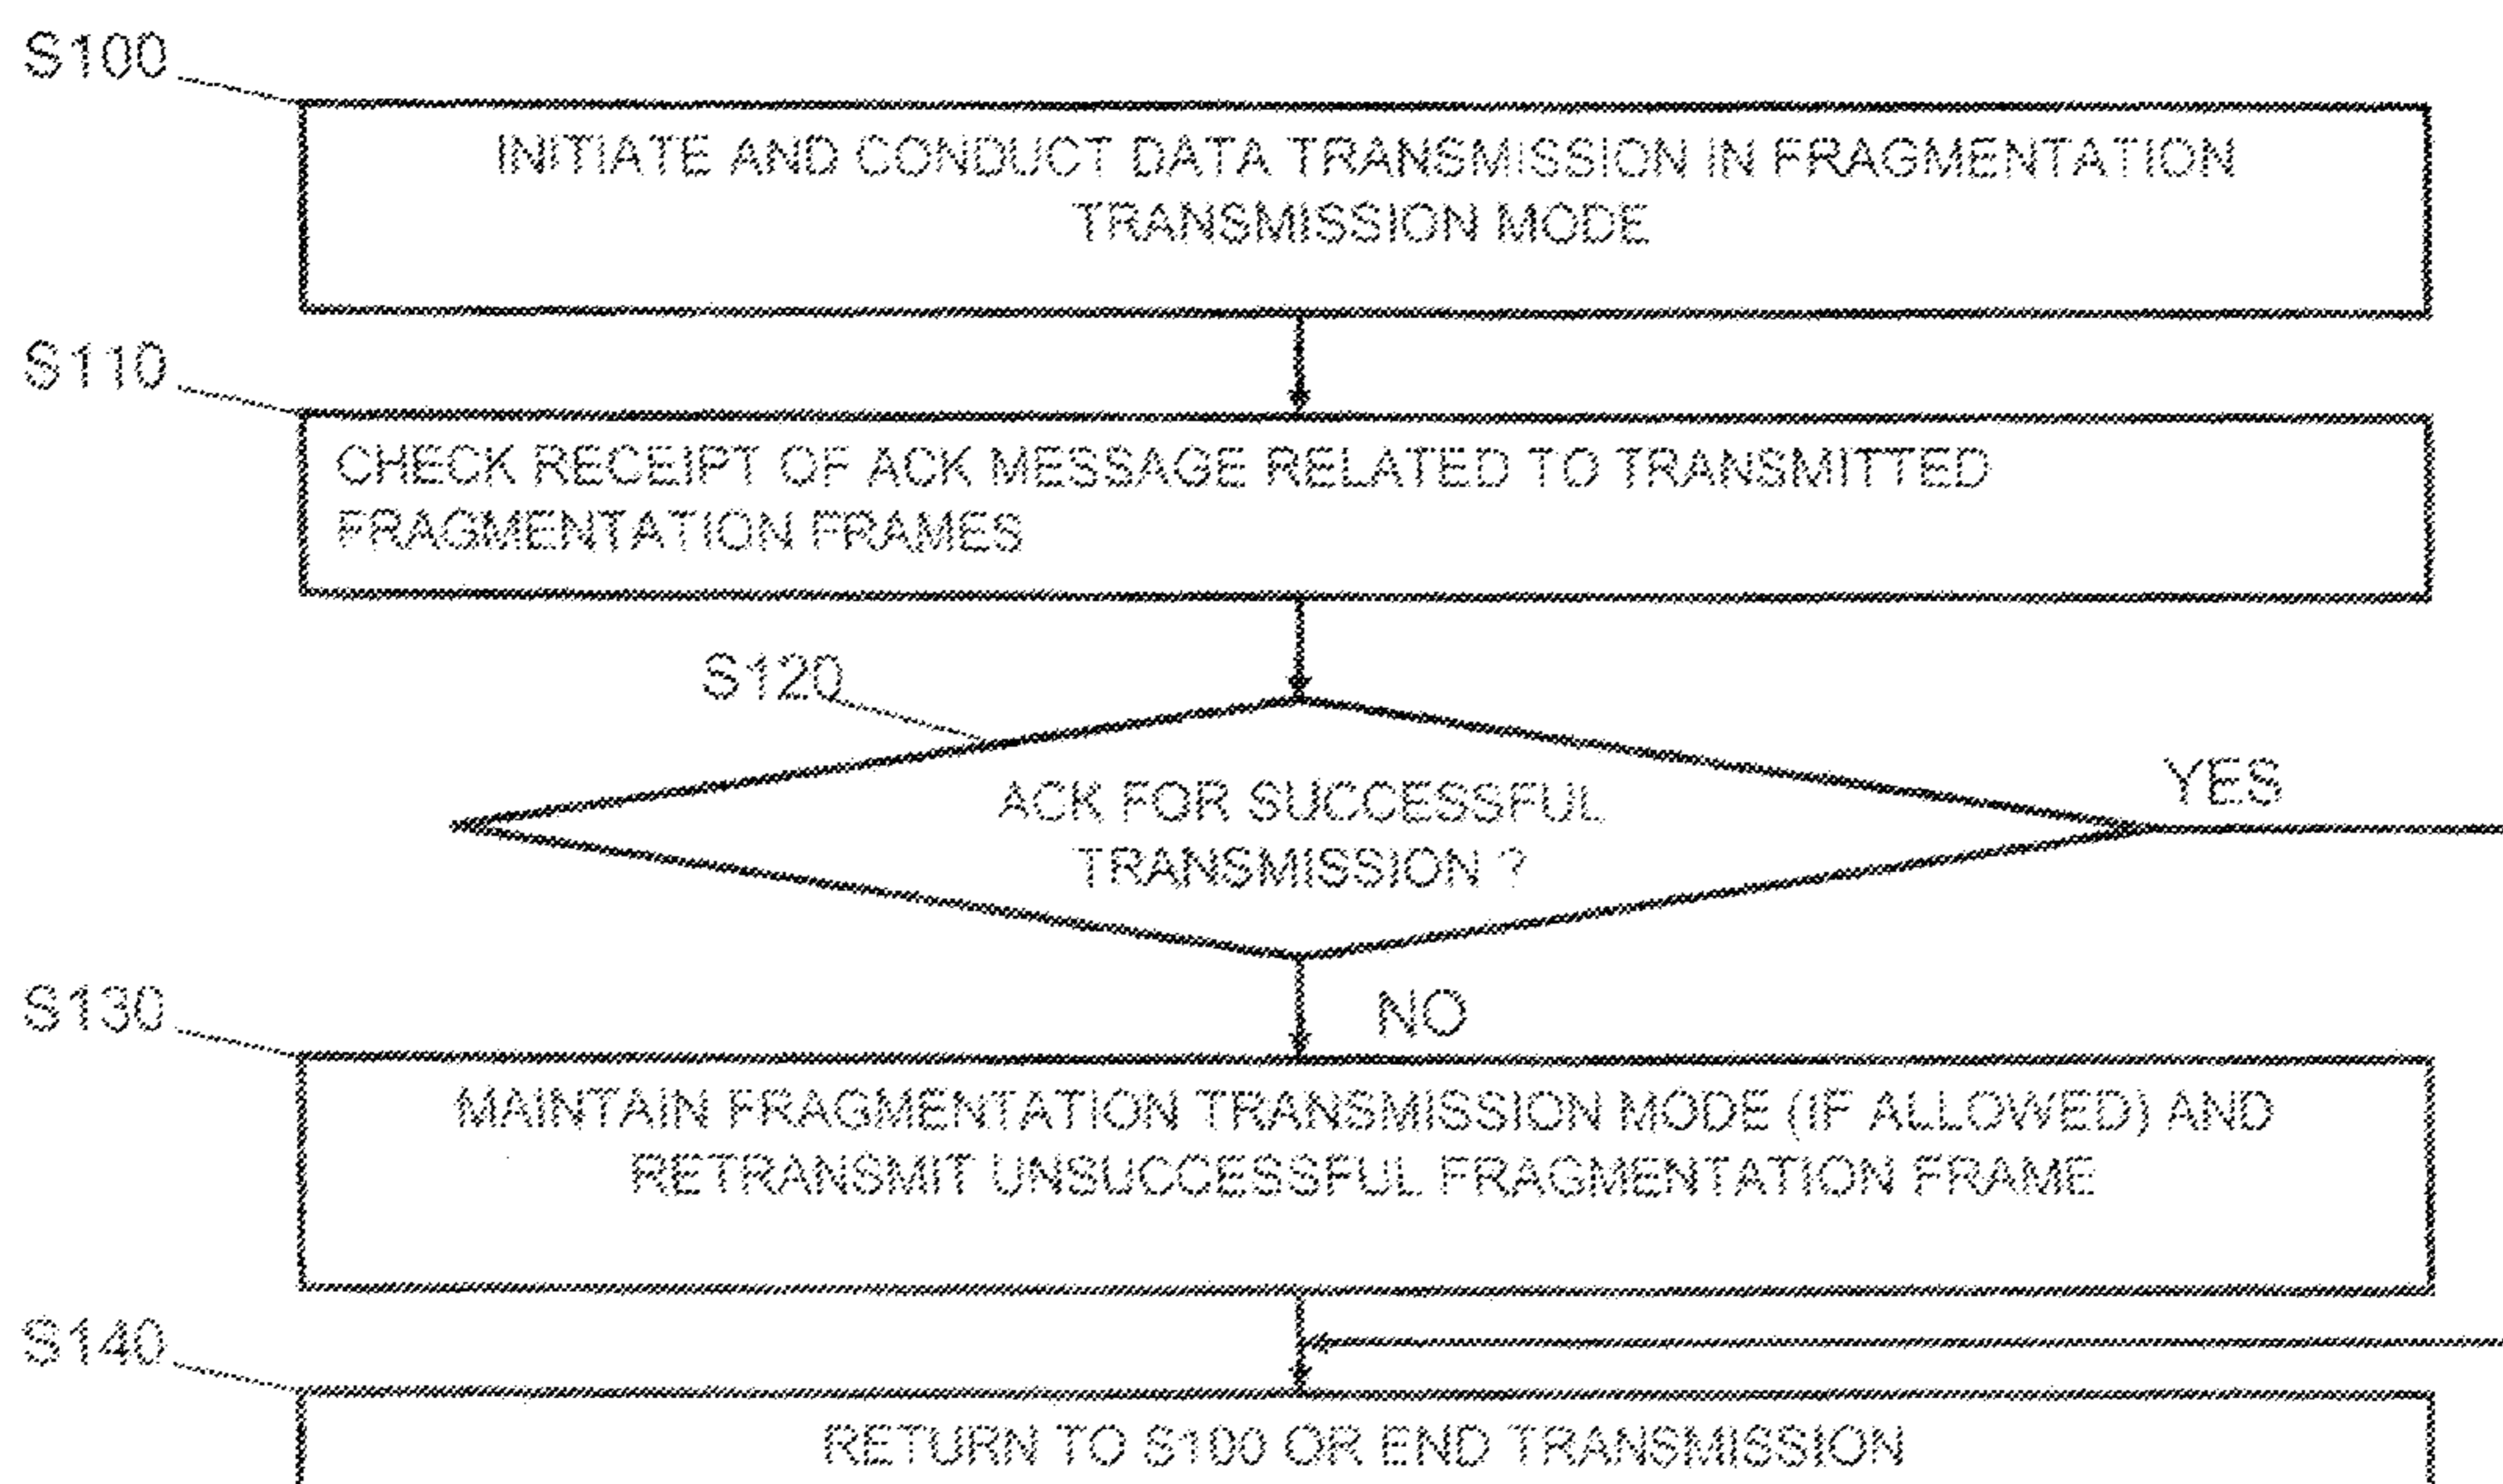 S100
INITIATE AND CONDUCT DATA TRANSMISSION IN FRAGMENTATION
TRANSMISSION MODE
S110
CHECK RECEIPT OF ACK MESSAGE RELATED TO TRANSMITTED
FRAGMENTATION FRAMES
S120
ACK FOR SUCCESSFUL
TRANSMISSION ?
YES
NO
S130
MAINTAIN FRAGMENTATION TRANSMISSION MODE (IF ALLOWED) AND
RETRANSMIT UNSUCCESSFUL FRAGMENTATION FRAME
S140
RETURN TO S100 OR END TRANSMISSION